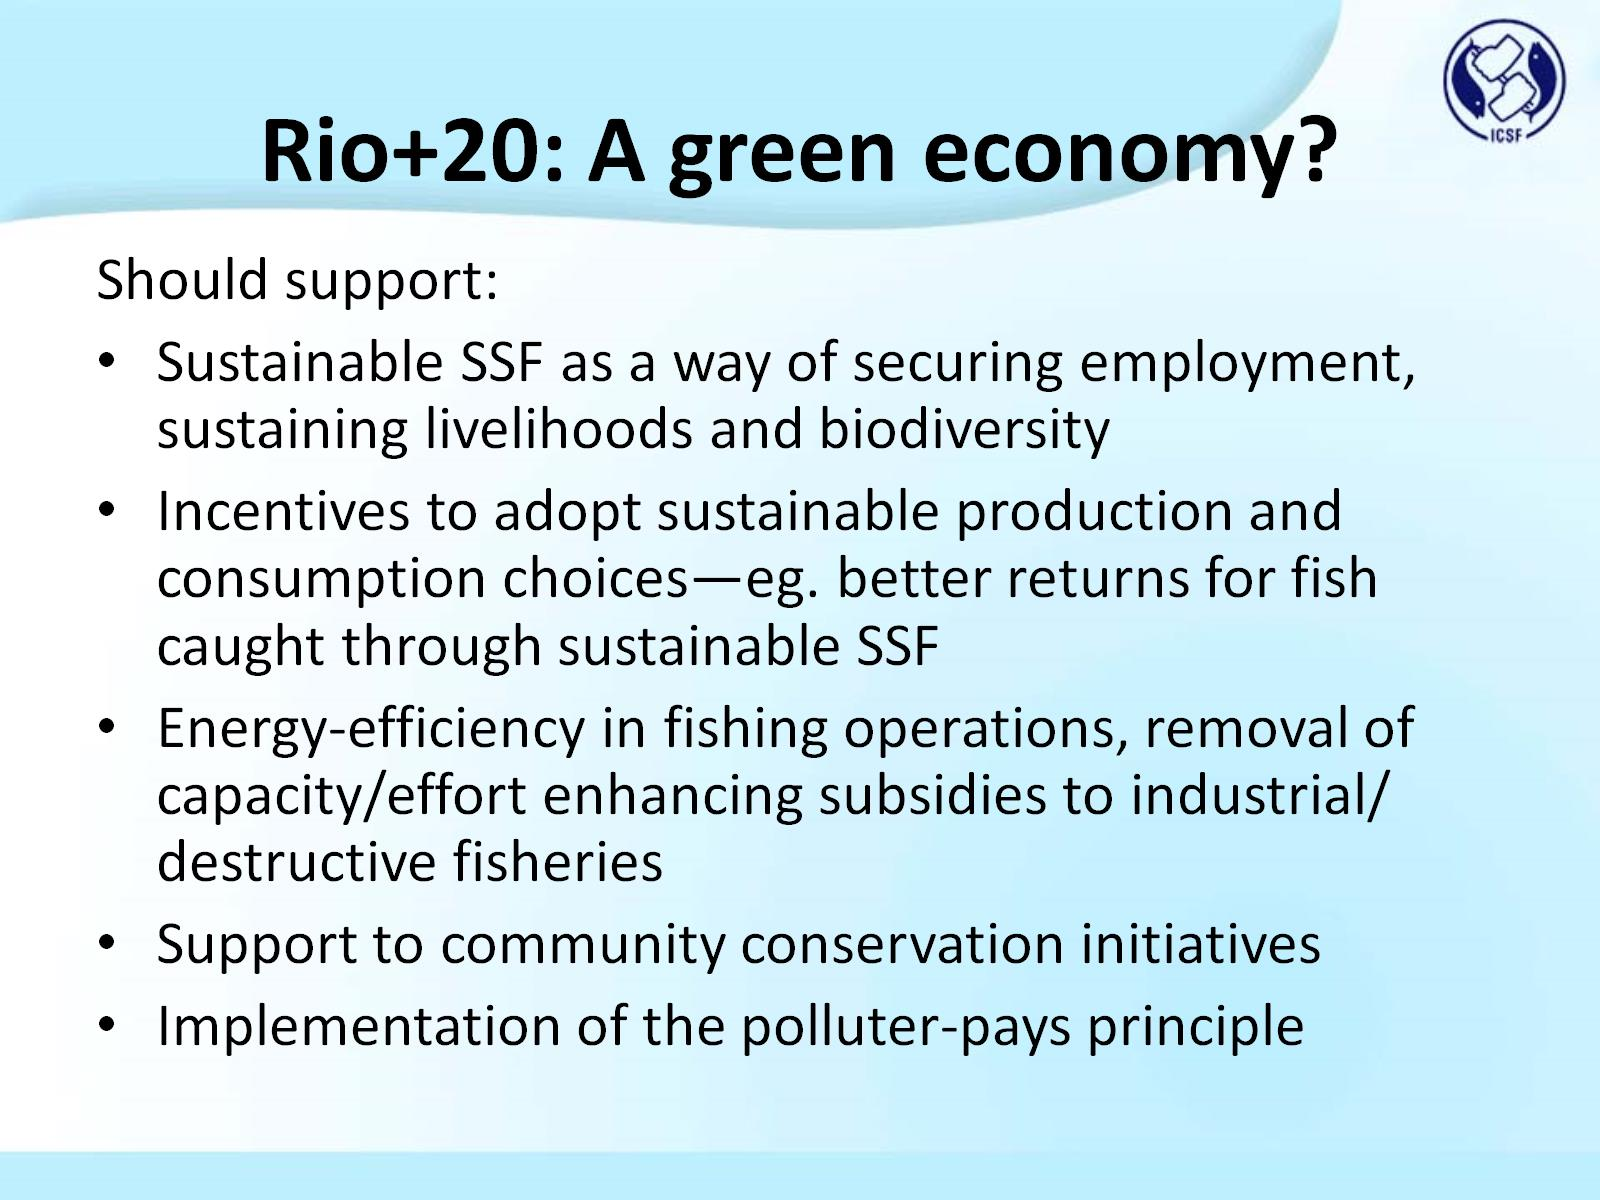 ICSF
Rio+20: A green economy?
Should support:
• Sustainable SSF as a way of securing employment,
sustaining livelihoods and biodiversity
• Incentives to adopt sustainable production and
consumption choices—eg. better returns for fish
caught through sustainable SSF
• Energy-efficiency in fishing operations, removal of
capacity/effort enhancing subsidies to industrial/
destructive fisheries
• Support to community conservation initiatives
• Implementation of the polluter-pays principle